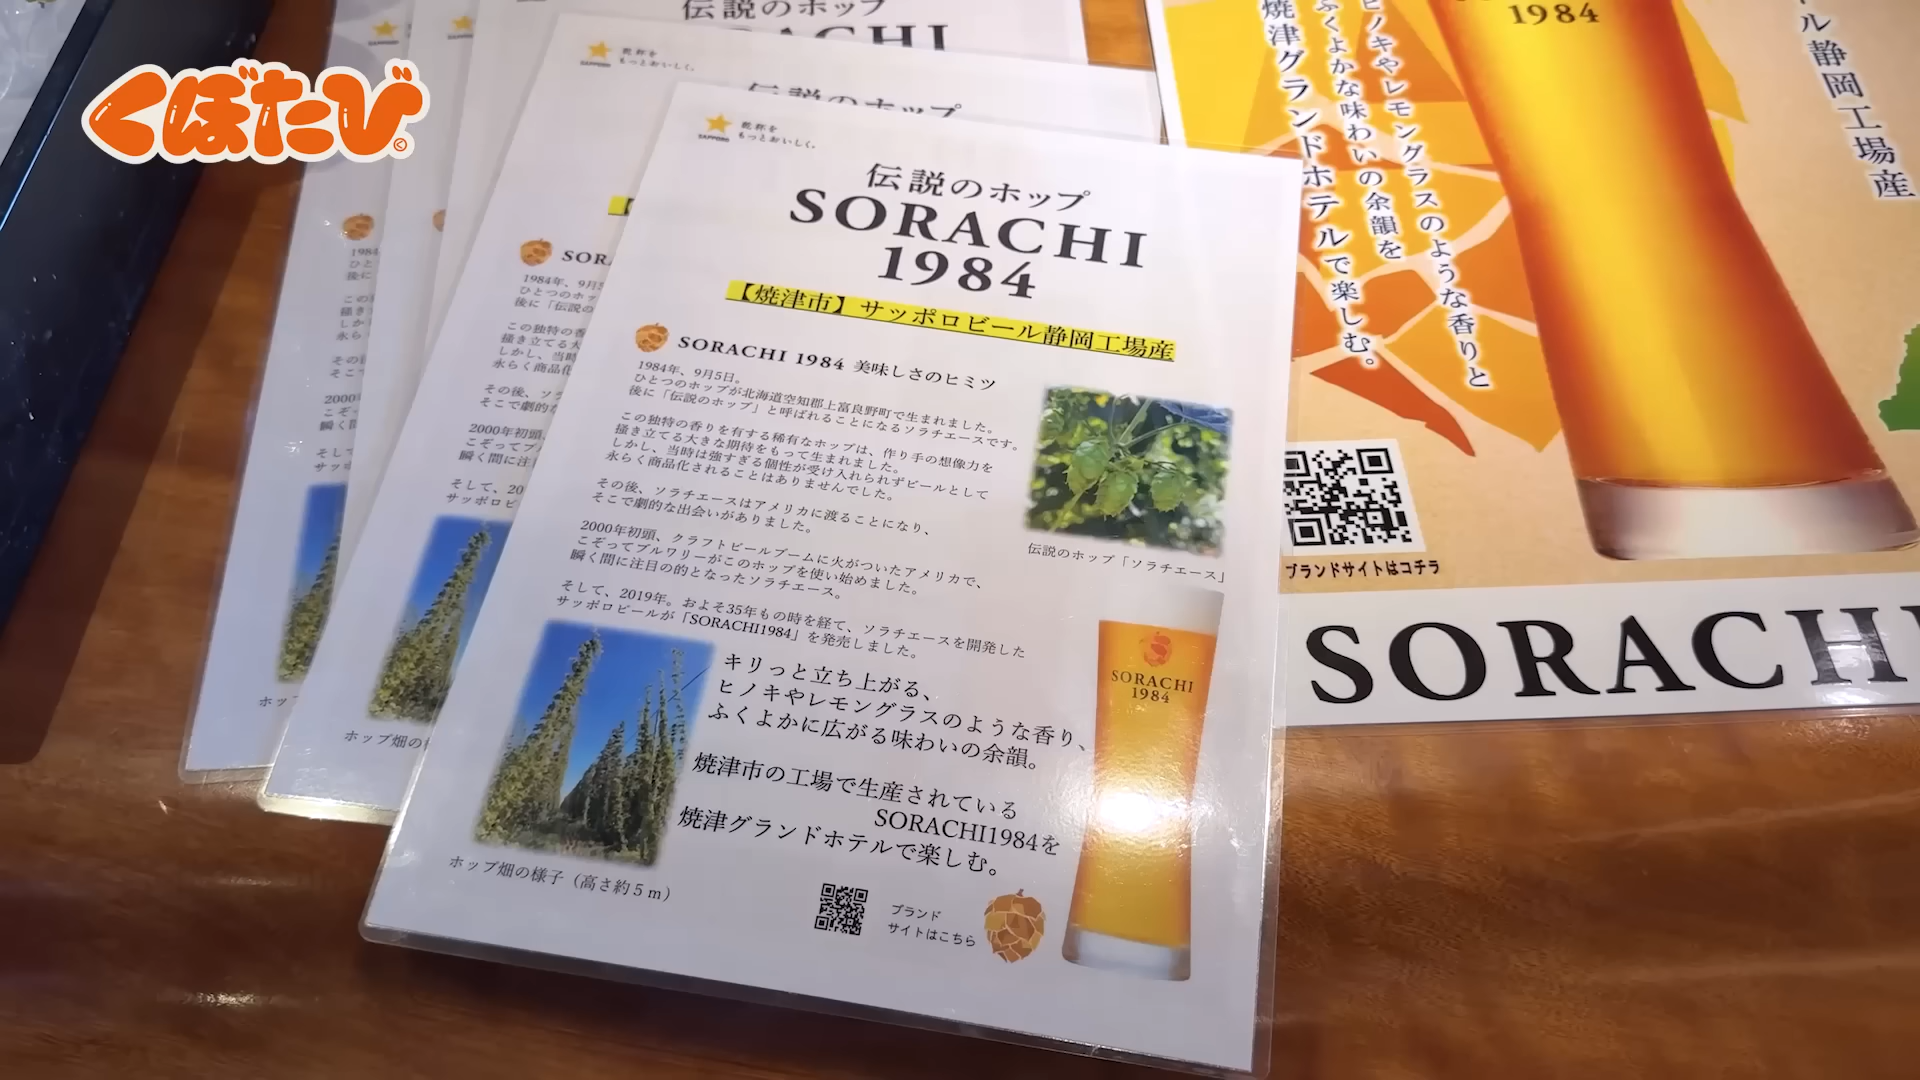 くぼたび
SAPPORO
乾杯を
もっとおいしく。
伝説のホップ
SORACHI
1984
【焼津市】サッポロビール静岡工場産
SORACHI 1984 美味しさのヒミツ
1984年、9月5日。
ひとつのホップが北海道空知郡上富良野町で生まれました。
後に「伝説のホップ」と呼ばれることになるソラチエースです。
この独特の香りを有する稀有なホップは、作り手の想像力を
掻き立てる大きな期待をもって生まれました。
しかし、当時は強すぎる個性が受け入れられずビールとして
永らく商品化されることはありませんでした。
その後、ソラチエースはアメリカに渡ることになり、
そこで劇的な出会いがありました。
2000年初頭、クラフトビールブームに火がついたアメリカで、
こぞってブルワリーがこのホップを使い始めました。
瞬く間に注目の的となったソラチエース。
そして、2019年。およそ35年もの時を経て、ソラチエースを開発した
サッポロビールが「SORACHI1984」を発売しました。
伝説のホップ「ソラチエース」
キリっと立ち上がる、
ヒノキやレモングラスのような香り、
ふくよかに広がる味わいの余韻。
焼津市の工場で生産されている
SORACHI1984を
焼津グランドホテルで楽しむ。
ホップ畑の様子（高さ約5m）
ブランド
サイトはこちら
SORACHI
1984
伝説のホップ
乾杯を
もっとおいしく。
伝説のホップ
1984
ル静岡工場産
ヒノキやレモングラスのような香りと
ふくよかな味わいの余韻を
焼津グランドホテルで楽しむ。
ブランドサイトはコチラ
SORACHI